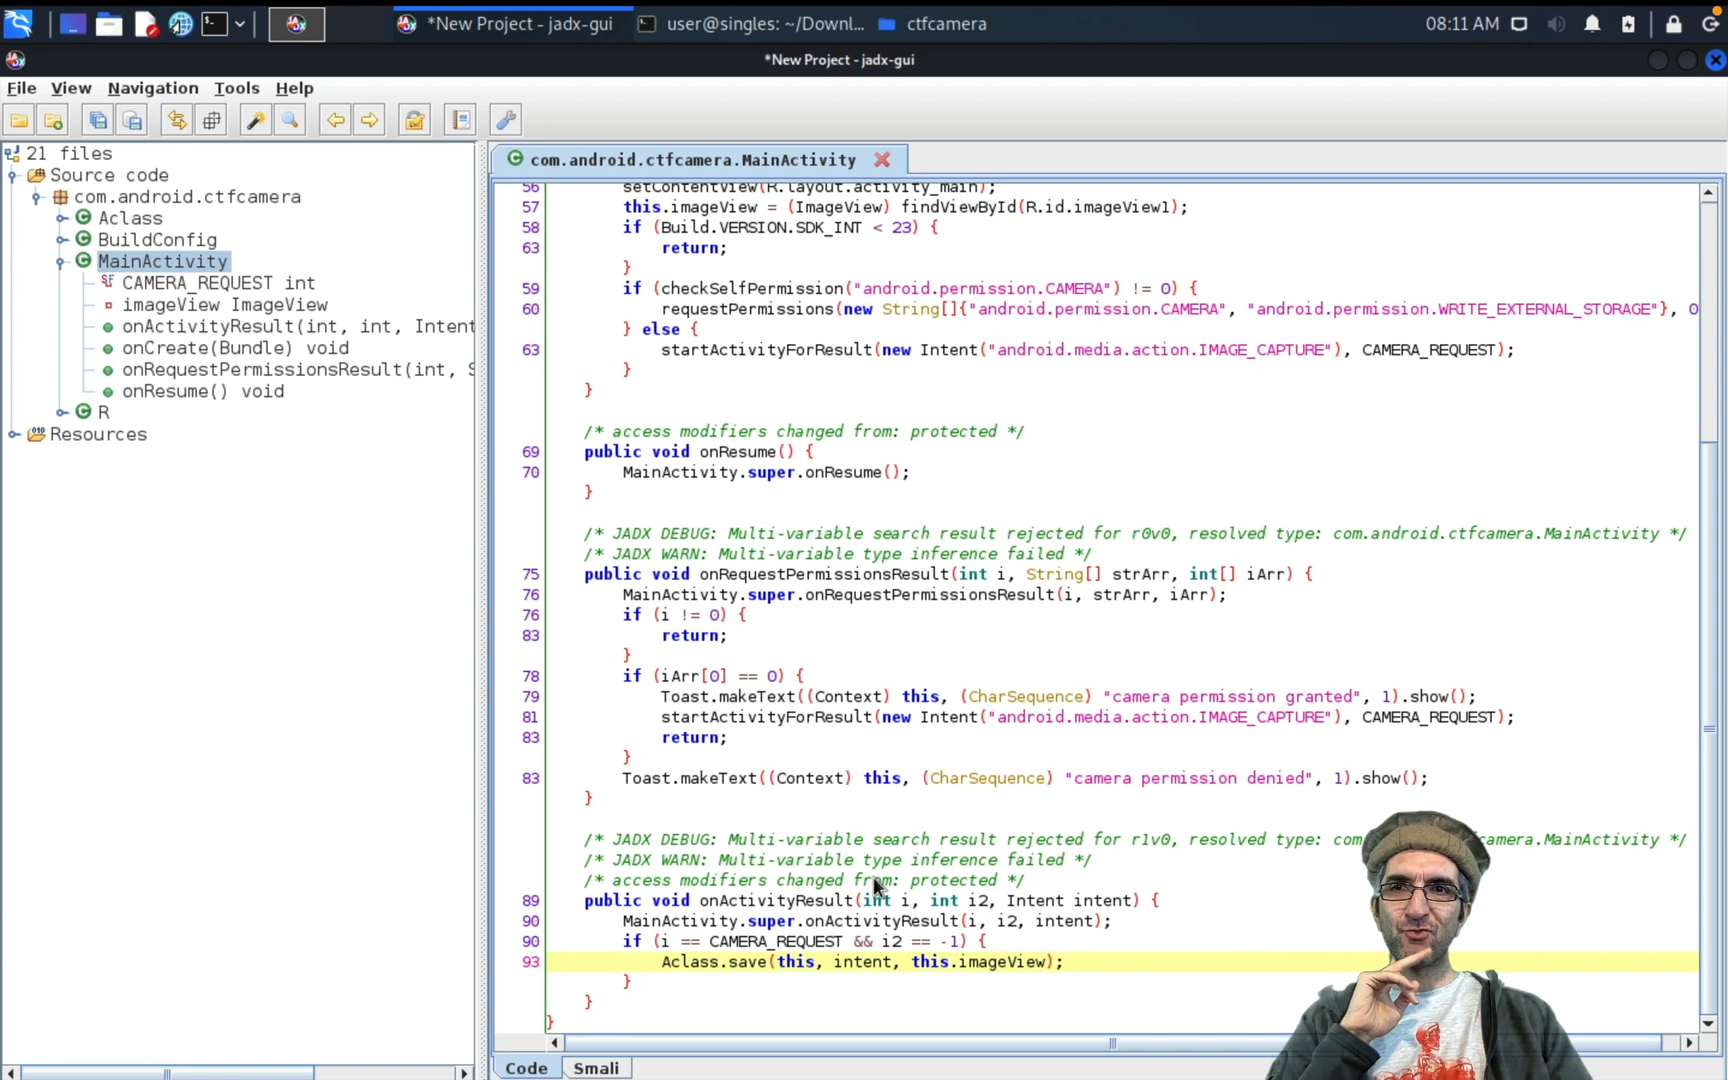 *New Project - jadx-gui
user@singles: ~/Downl...
ctfcamera
08:11 AM
*New Project - jadx-gui
File View Navigation Tools Help
21 files
Source code
com.android.ctfcamera
Aclass
BuildConfig
MainActivity
CAMERA_REQUEST int
imageView ImageView
onActivityResult(int, int, Intent
onCreate(Bundle) void
onRequestPermissionsResult(int, S
onResume() void
R
Resources
com.android.ctfcamera.MainActivity
56 setContentView(R.layout.activity_main);
57 this.imageView = (ImageView) findViewById(R.id.imageView1);
58 if (Build.VERSION.SDK_INT < 23) {
63 return;
}
59 if (checkSelfPermission("android.permission.CAMERA") != 0) {
60 requestPermissions(new String[]{"android.permission.CAMERA", "android.permission.WRITE_EXTERNAL_STORAGE"}, 0
} else {
63 startActivityForResult(new Intent("android.media.action.IMAGE_CAPTURE"), CAMERA_REQUEST);
}
}
/* access modifiers changed from: protected */
69 public void onResume() {
70 MainActivity.super.onResume();
}
/* JADX DEBUG: Multi-variable search result rejected for r0v0, resolved type: com.android.ctfcamera.MainActivity */
/* JADX WARN: Multi-variable type inference failed */
75 public void onRequestPermissionsResult(int i, String[] strArr, int[] iArr) {
76 MainActivity.super.onRequestPermissionsResult(i, strArr, iArr);
76 if (i != 0) {
83 return;
}
78 if (iArr[0] == 0) {
79 Toast.makeText((Context) this, (CharSequence) "camera permission granted", 1).show();
81 startActivityForResult(new Intent("android.media.action.IMAGE_CAPTURE"), CAMERA_REQUEST);
83 return;
}
83 Toast.makeText((Context) this, (CharSequence) "camera permission denied", 1).show();
}
/* JADX DEBUG: Multi-variable search result rejected for r1v0, resolved type: com camera.MainActivity */
/* JADX WARN: Multi-variable type inference failed */
/* access modifiers changed from: protected */
89 public void onActivityResult(int i, int i2, Intent intent) {
90 MainActivity.super.onActivityResult(i, i2, intent);
90 if (i == CAMERA_REQUEST && i2 == -1) {
93 Aclass.save(this, intent, this.imageView);
}
}
}
Code Smali